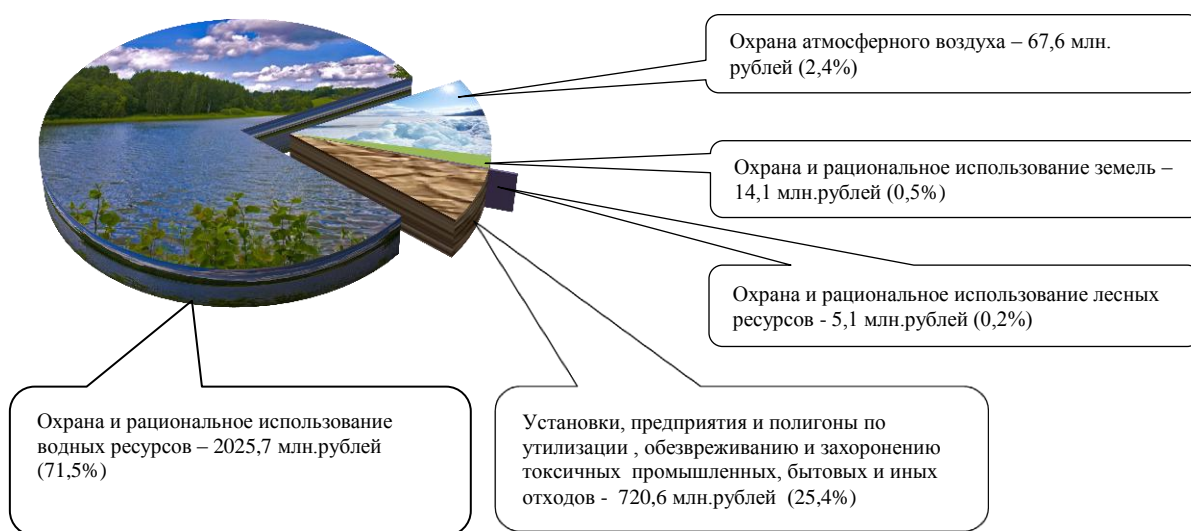 Охрана атмосферного воздуха – 67,6 млн.
рублей (2,4%)
Охрана и рациональное использование земель –
14,1 млн.рублей (0,5%)
Охрана и рациональное использование лесных
ресурсов - 5,1 млн.рублей (0,2%)
Охрана и рациональное использование
водных ресурсов – 2025,7 млн.рублей
(71,5%)
Установки, предприятия и полигоны по
утилизации , обезвреживанию и захоронению
токсичных промышленных, бытовых и иных
отходов - 720,6 млн.рублей (25,4%)